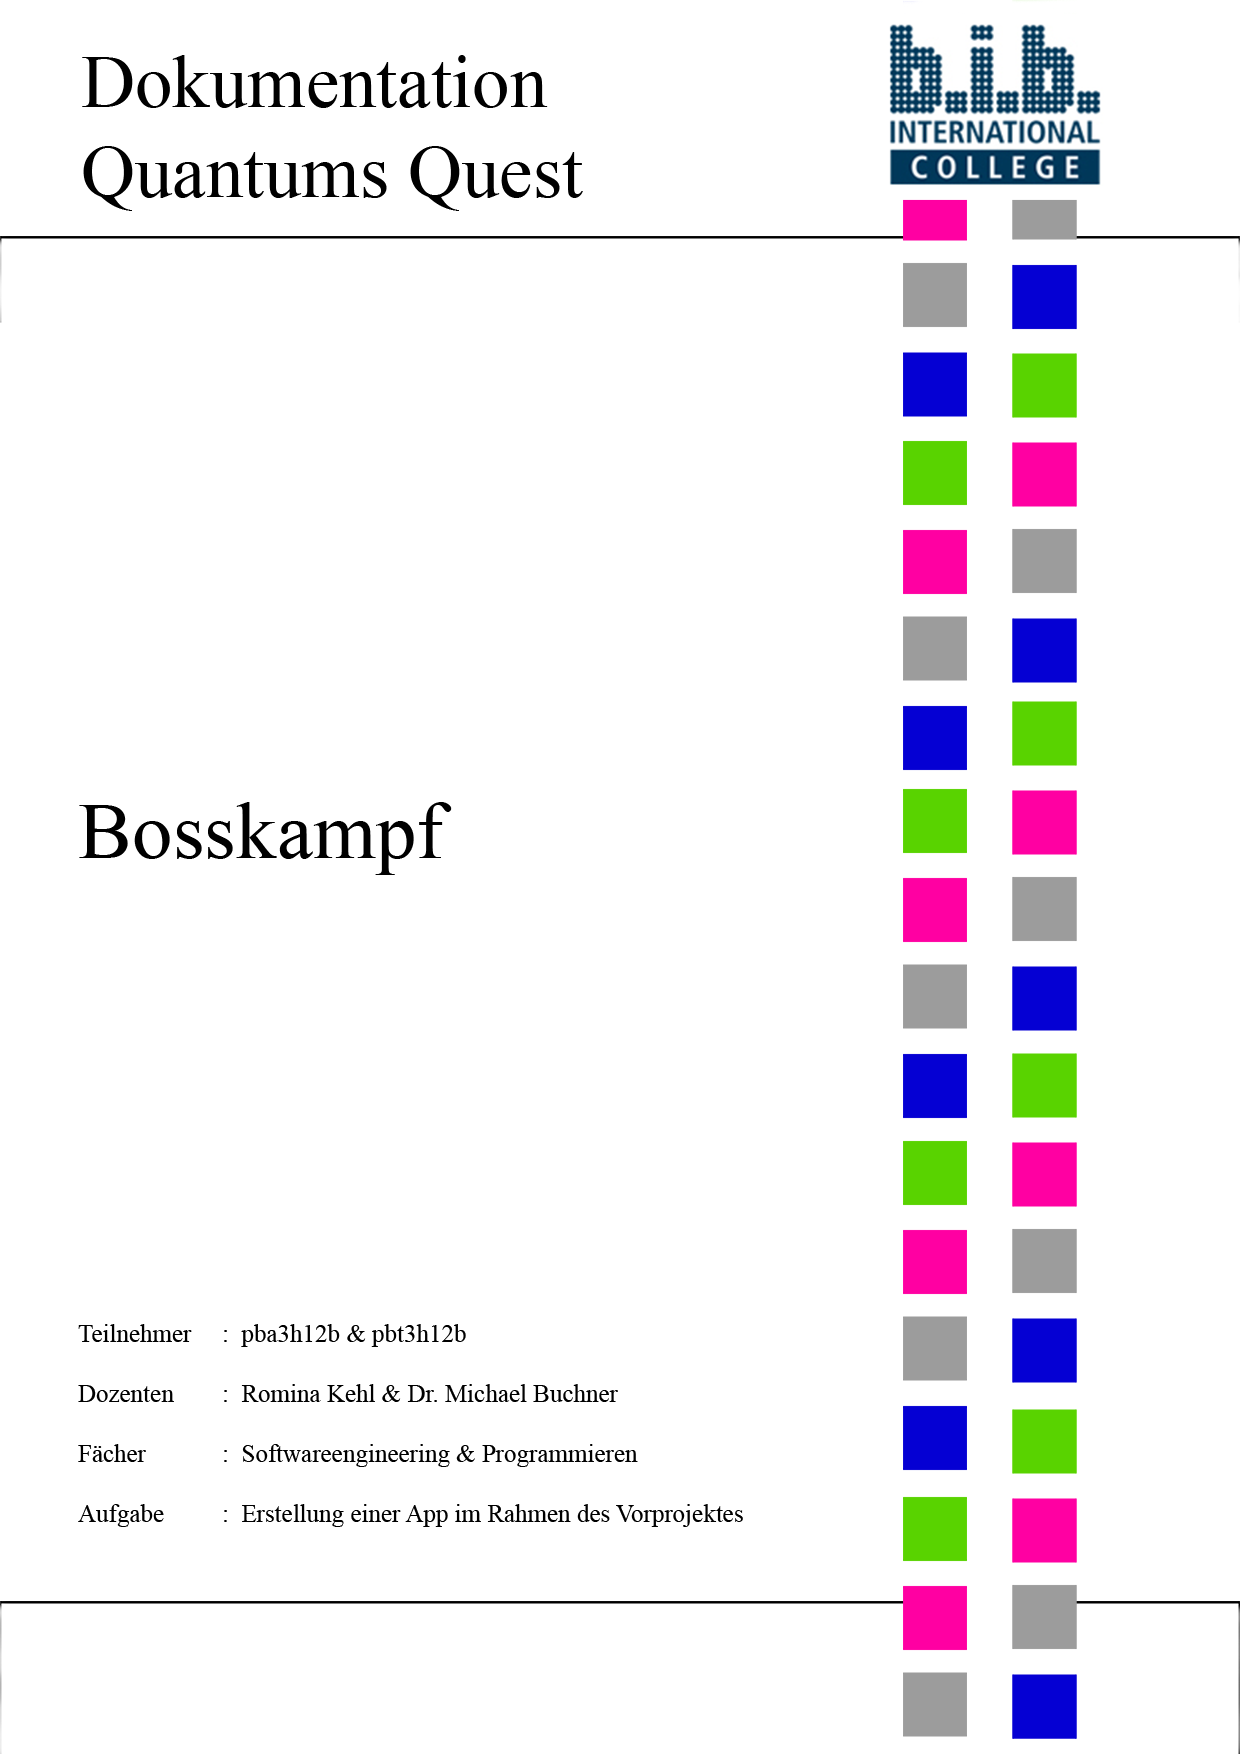 Dokumentation
Quantums Quest
b.i.b.
INTERNATIONAL
COLLEGE
Bosskampf
Teilnehmer : pba3h12b & pbt3h12b
Dozenten : Romina Kehl & Dr. Michael Buchner
Fächer : Softwareengineering & Programmieren
Aufgabe : Erstellung einer App im Rahmen des Vorprojektes